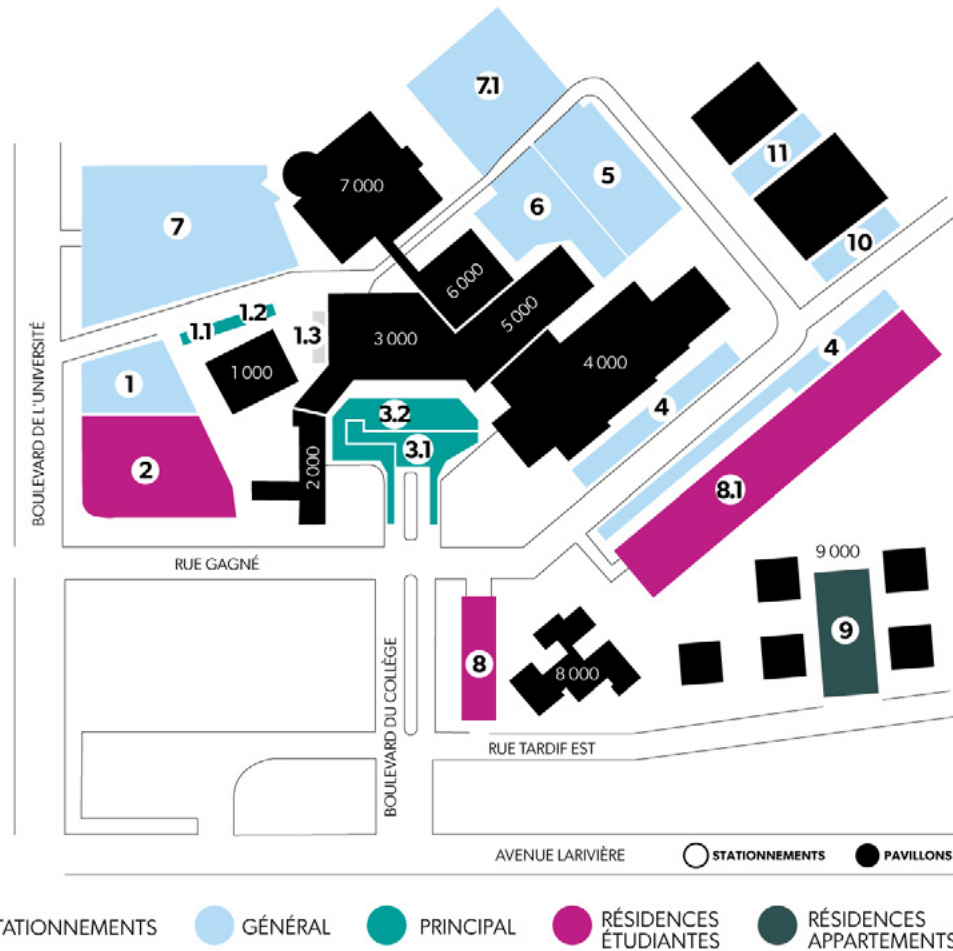 7.1
5
11
7 000
6
7
10
6 000
5 000
1.2
1.1
1.3
3 000
4 000
4
1 000
1
4
3.2
3.1
2
2 000
8.1
BOULEVARD DE L'UNIVERSITÉ
RUE GAGNÉ
9 000
9
8
8 000
BOULEVARD DU COLLÈGE
RUE TARDIF EST
AVENUE LARIVIÈRE
STATIONNEMENTS
PAVILLONS
TATIONNEMENTS
GÉNÉRAL
PRINCIPAL
RÉSIDENCES
ÉTUDIANTES
RÉSIDENCES
APPARTEMENTS